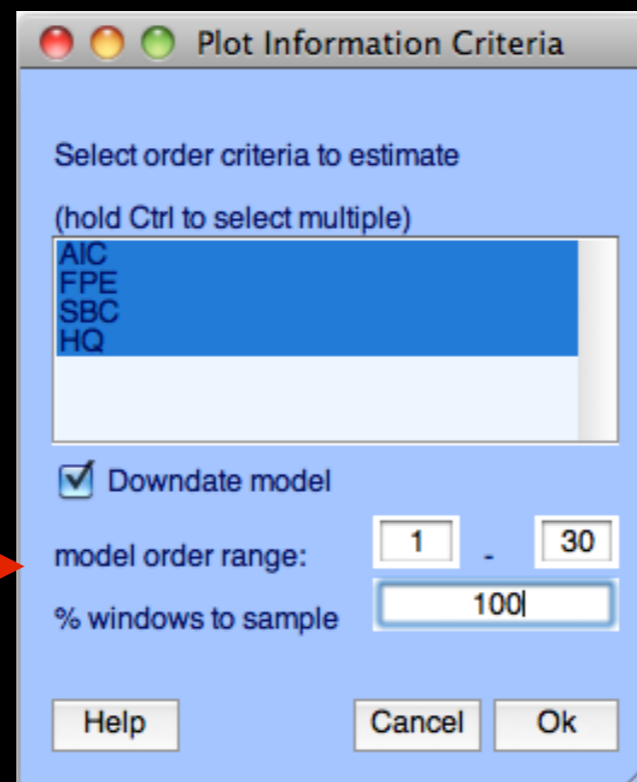 Plot Information Criteria
Select order criteria to estimate
(hold Ctrl to select multiple)
AIC
FPE
SBC
HQ
Downdate model
model order range: 1 - 30
% windows to sample 100
Help Cancel Ok